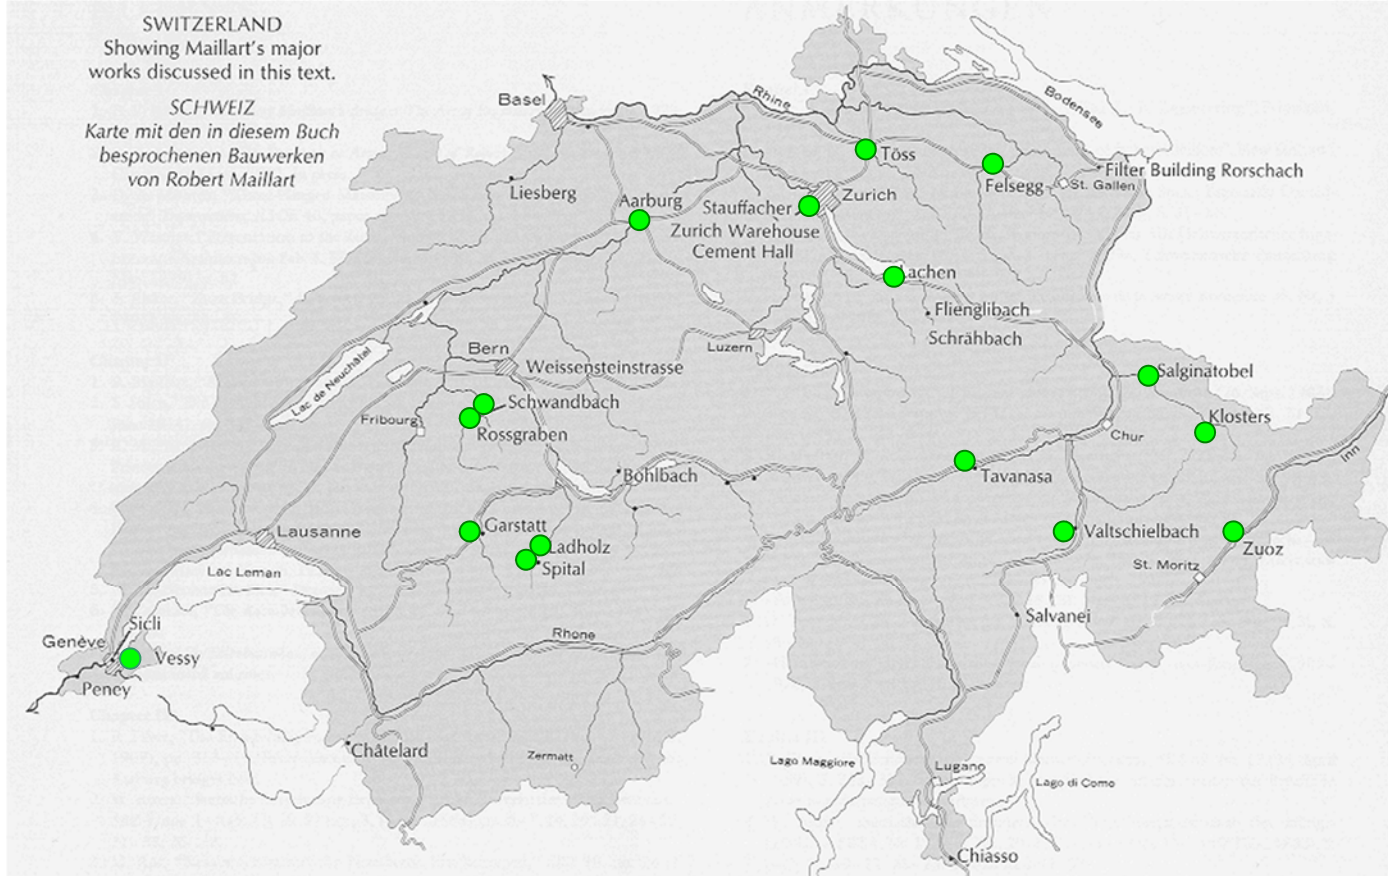 SWITZERLAND
Showing Maillart's major
works discussed in this text.
SCHWEIZ
Karte mit den in diesem Buch
besprochenen Bauwerken
von Robert Maillart
Basel
Rhine
Bodensee
Töss
Filter Building Rorschach
Felsegg
St. Gallen
Liesberg
Aarburg
Zurich
Stauffacher
Zurich Warehouse
Cement Hall
Lachen
Flienglibach
Schrähbach
Luzern
Bern
Weissensteinstrasse
Lac de Neuchâtel
Salginatobel
Schwandbach
Fribourg
Rossgraben
Klosters
Chur
Inn
Bohlbach
Tavanasa
Garstatt
Lausanne
Valtschielbach
Zuoz
Ladholz
Spital
Lac Leman
St. Moritz
Salvanei
Sicli
Genève
Vessy
Peney
Rhone
Châtelard
Zermatt
Lago Maggiore
Lugano
Lago di Como
Chiasso